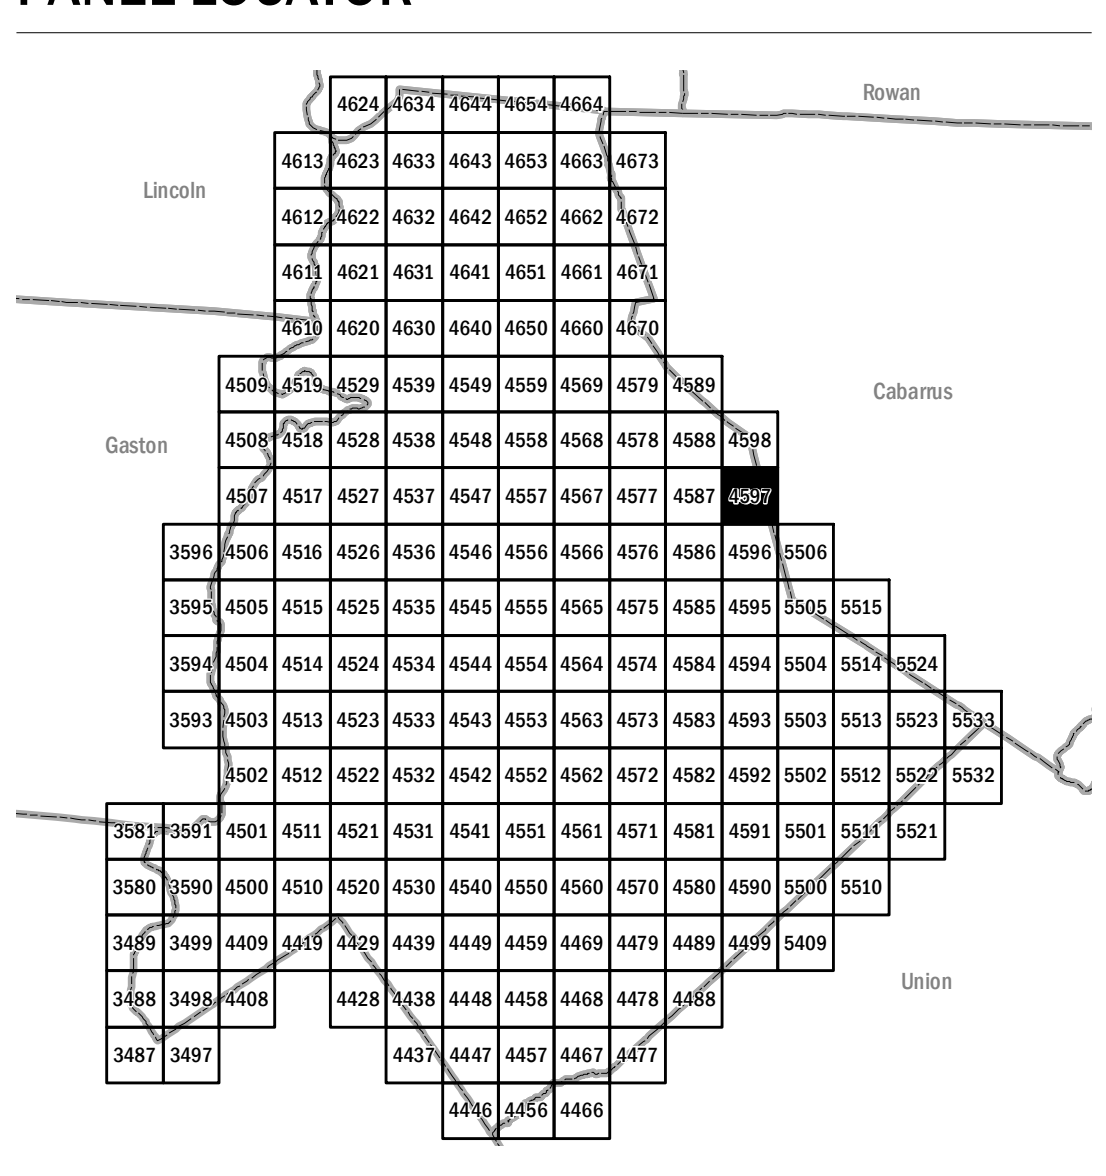 PANEL LOCATOR
Rowan
4624 4634 4644 4654 4664
4613 4623 4633 4643 4653 4663 4673
Lincoln
4612 4622 4632 4642 4652 4662 4672
4611 4621 4631 4641 4651 4661 4671
4610 4620 4630 4640 4650 4660 4670
4509 4519 4529 4539 4549 4559 4569 4579 4589
Cabarrus
Gaston
4508 4518 4528 4538 4548 4558 4568 4578 4588 4598
4507 4517 4527 4537 4547 4557 4567 4577 4587 4597
3596 4506 4516 4526 4536 4546 4556 4566 4576 4586 4596 5506
3595 4505 4515 4525 4535 4545 4555 4565 4575 4585 4595 5505 5515
3594 4504 4514 4524 4534 4544 4554 4564 4574 4584 4594 5504 5514 5524
3593 4503 4513 4523 4533 4543 4553 4563 4573 4583 4593 5503 5513 5523 5533
4502 4512 4522 4532 4542 4552 4562 4572 4582 4592 5502 5512 5522 5532
3581 3591 4501 4511 4521 4531 4541 4551 4561 4571 4581 4591 5501 5511 5521
3580 3590 4500 4510 4520 4530 4540 4550 4560 4570 4580 4590 5500 5510
3489 3499 4409 4419 4429 4439 4449 4459 4469 4479 4489 4499 5409
Union
3488 3498 4408 4428 4438 4448 4458 4468 4478 4488
3487 3497 4437 4447 4457 4467 4477
4446 4456 4466